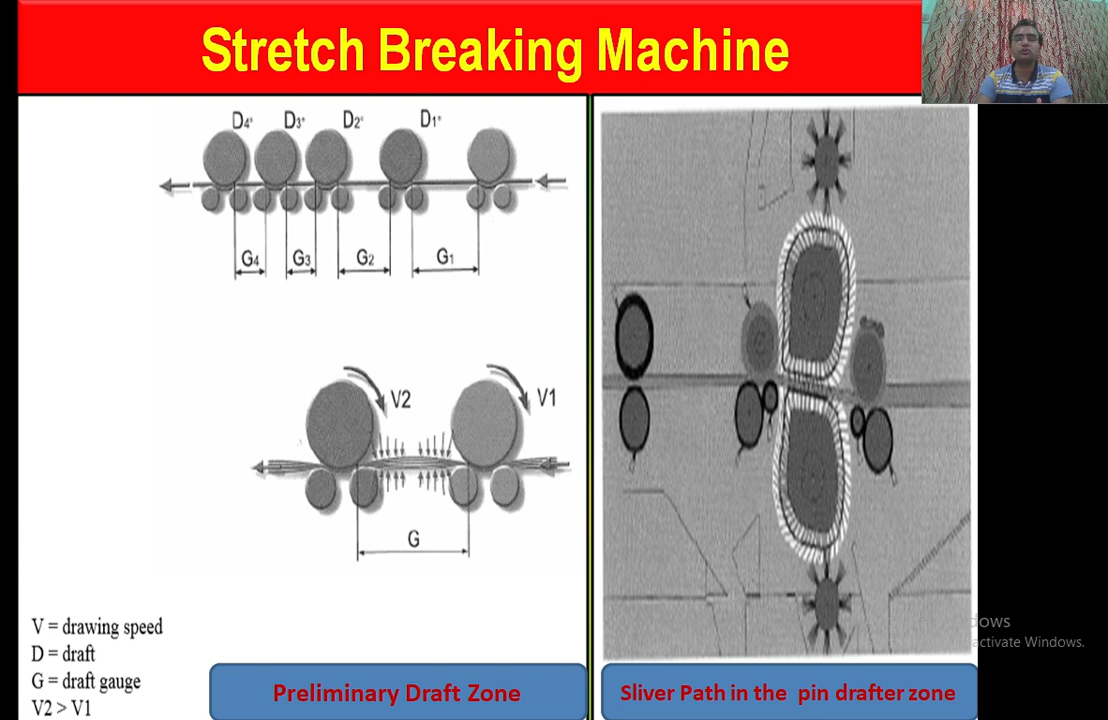 Stretch Breaking Machine
D4° D3° D2° D1°
G4 G3 G2 G1
V2 V1
G
V = drawing speed
D = draft
G = draft gauge
V2 > V1
Preliminary Draft Zone
Sliver Path in the pin drafter zone
dows
activate Windows.